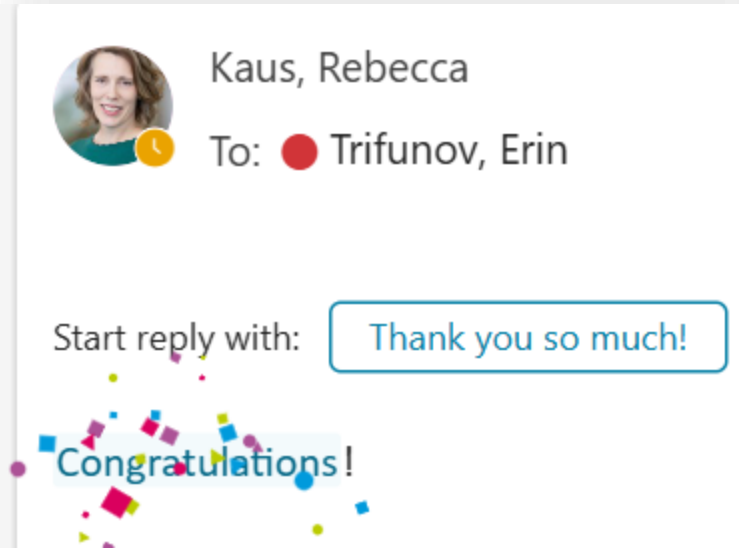 Kaus, Rebecca
To: Trifunov, Erin
Start reply with: Thank you so much!
Congratulations!